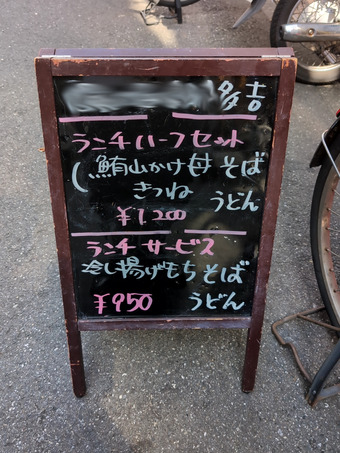 多吉
ランチハーフセット
(鮪山かけ丼 そば
きつね うどん
¥1,200
ランチサービス
冷し揚げもち そば
¥950 うどん